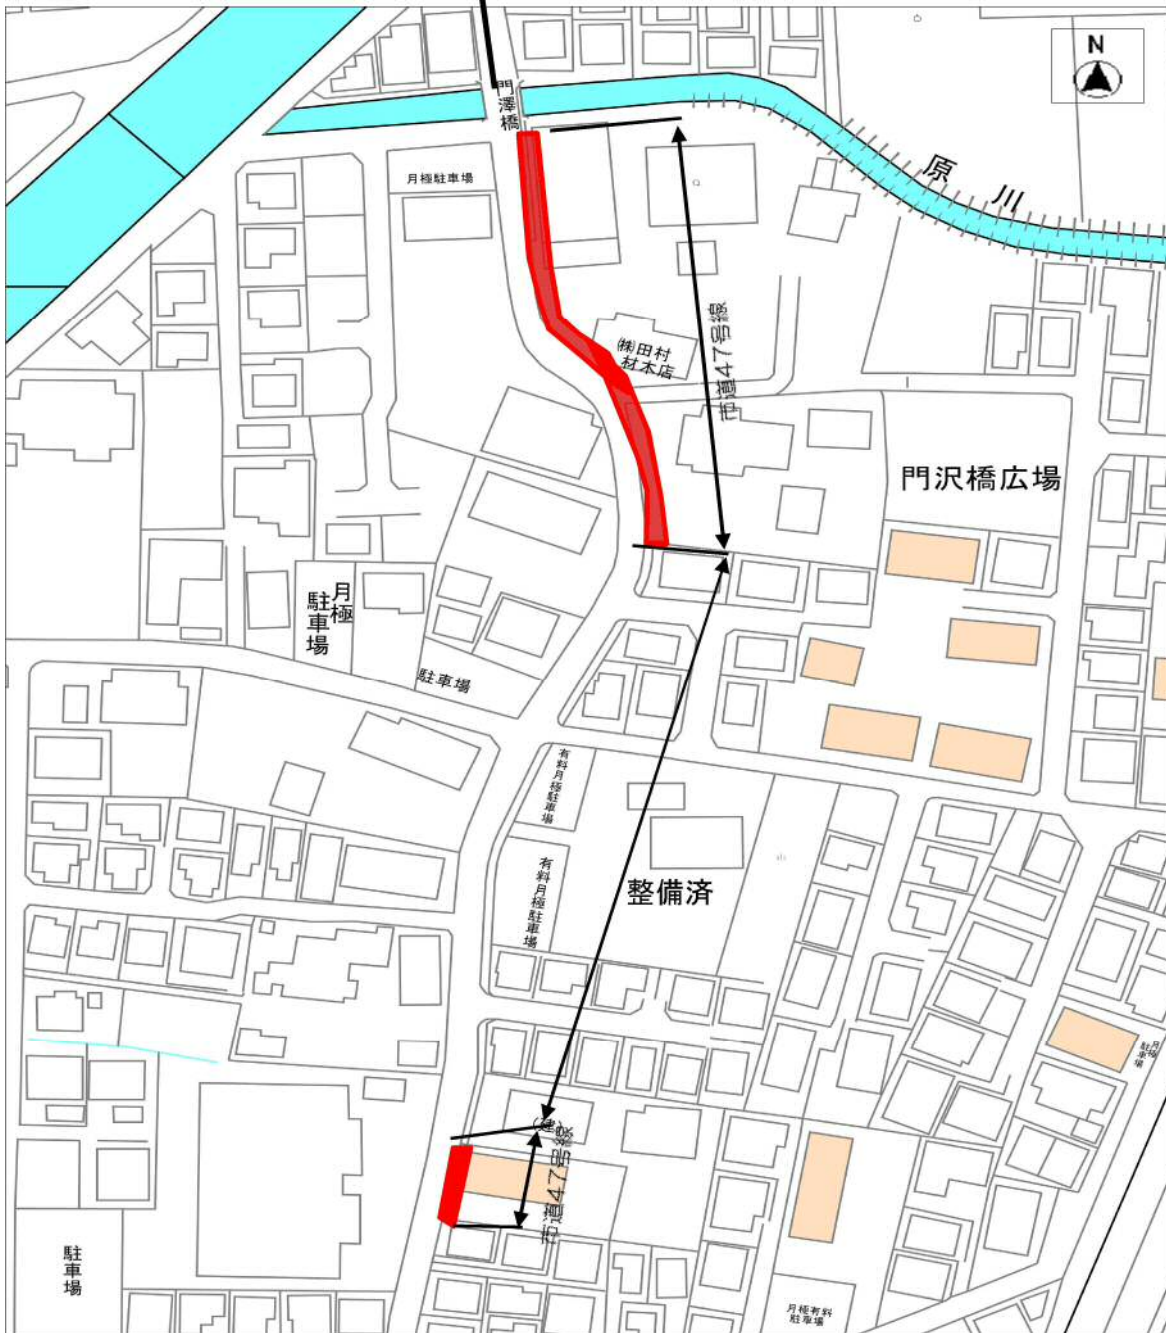 N
門澤橋
月極駐車場
原川
㈱田村
材木店
市道47号線
門沢橋広場
月極
駐車場
駐車場
有料月極駐車場
有料月極駐車場
整備済
月極
駐車場
市道47号線
駐車場
月極有料
駐車場